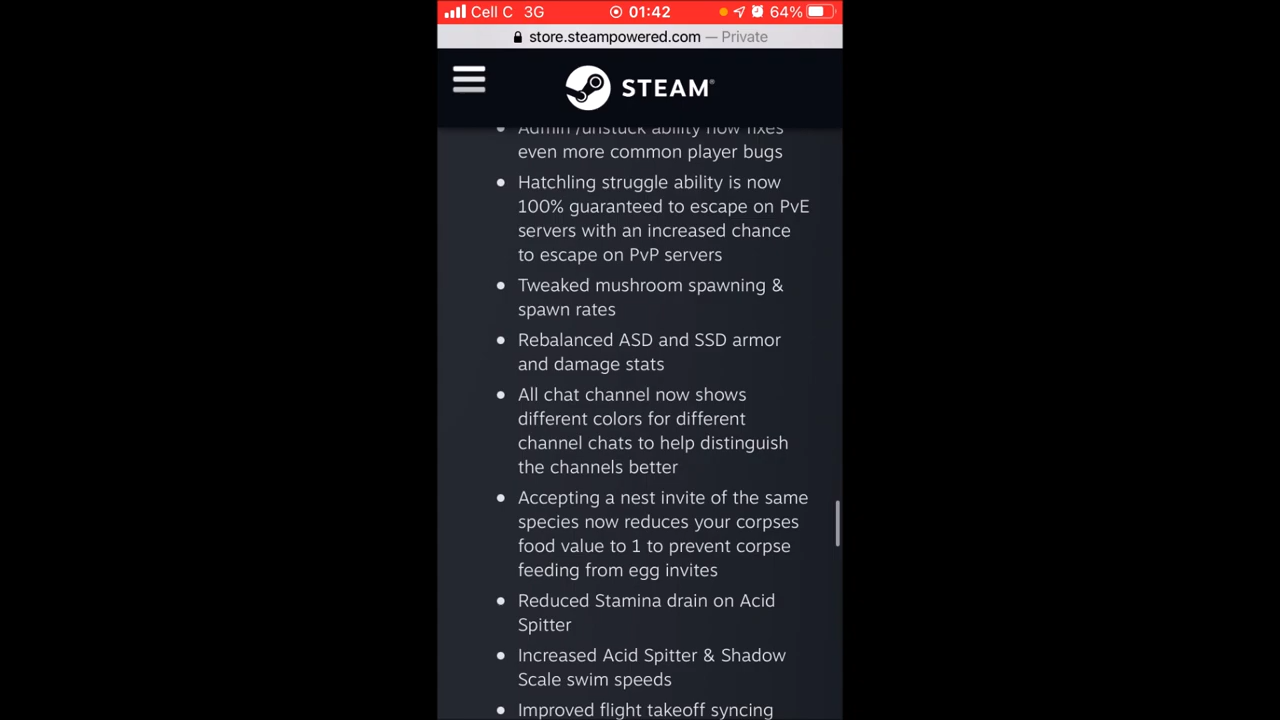 Cell C 3G 01:42 64%
store.steampowered.com — Private
STEAM®
Admin /unstuck ability now fixes
even more common player bugs
Hatchling struggle ability is now
100% guaranteed to escape on PvE
servers with an increased chance
to escape on PvP servers
Tweaked mushroom spawning &
spawn rates
Rebalanced ASD and SSD armor
and damage stats
All chat channel now shows
different colors for different
channel chats to help distinguish
the channels better
Accepting a nest invite of the same
species now reduces your corpses
food value to 1 to prevent corpse
feeding from egg invites
Reduced Stamina drain on Acid
Spitter
Increased Acid Spitter & Shadow
Scale swim speeds
Improved flight takeoff syncing